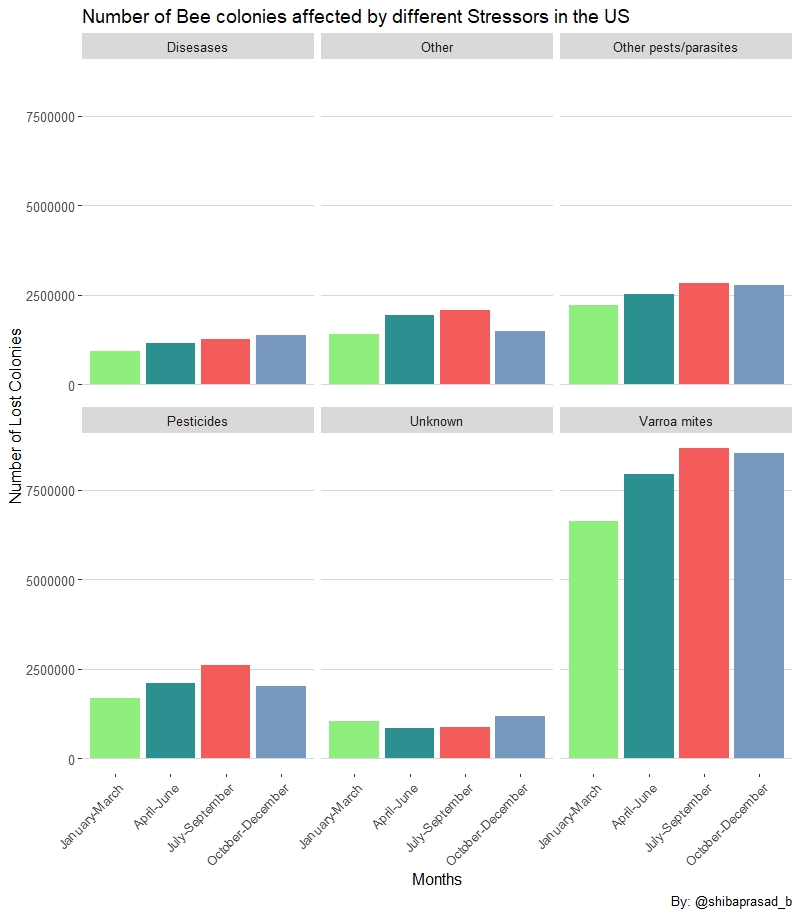 Number of Bee colonies affected by different Stressors in the US
Disesases
Other
Other pests/parasites
7500000
5000000
2500000
0
Number of Lost Colonies
Pesticides
Unknown
Varroa mites
7500000
5000000
2500000
0
January-March
April-June
July-September
October-December
January-March
April-June
July-September
October-December
January-March
April-June
July-September
October-December
Months
By: @shibaprasad_b